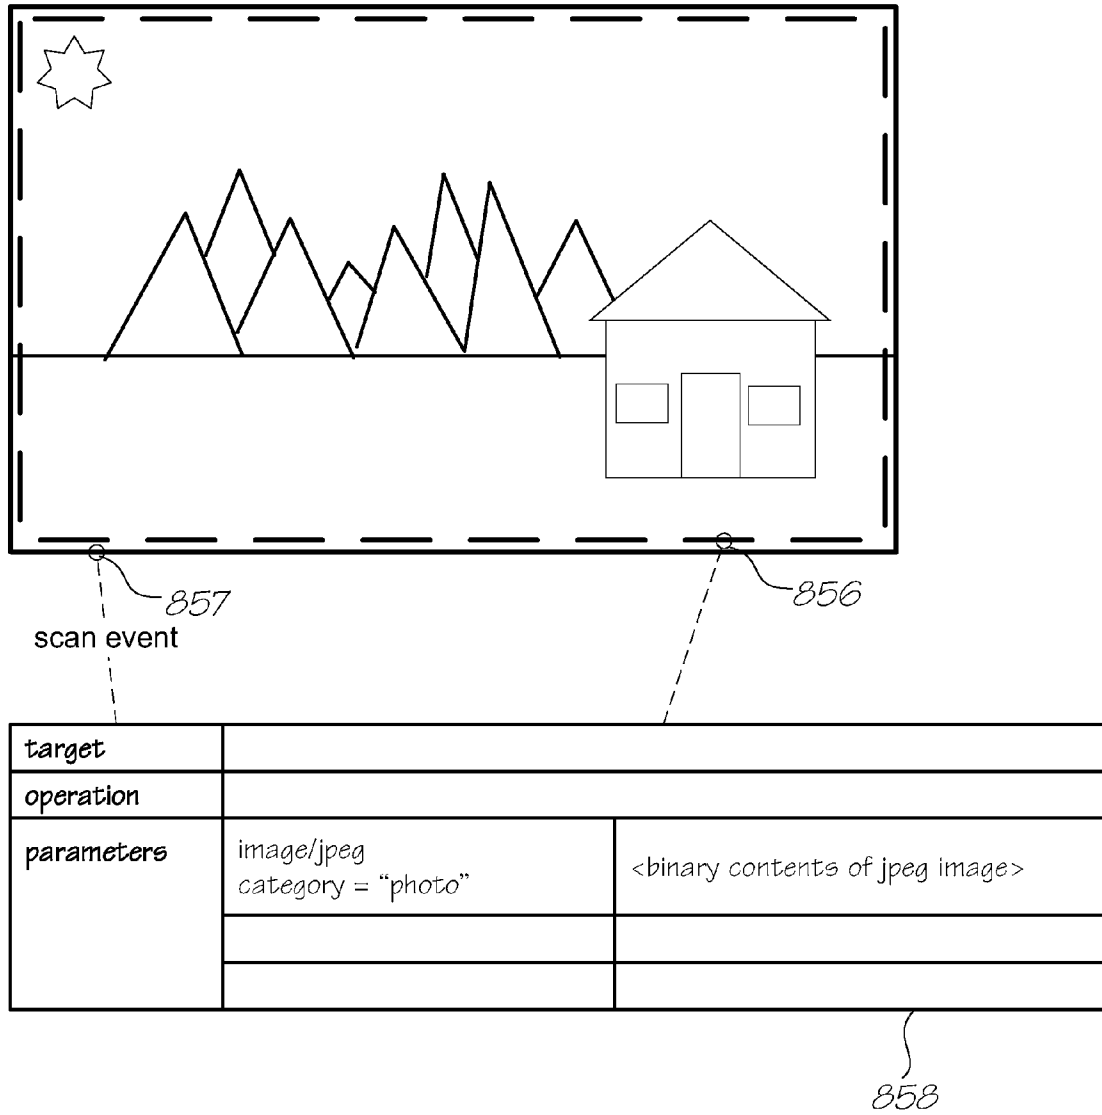 857
856
scan event
target
operation
parameters
image/jpeg
category = “photo”
<binary contents of jpeg image>
858